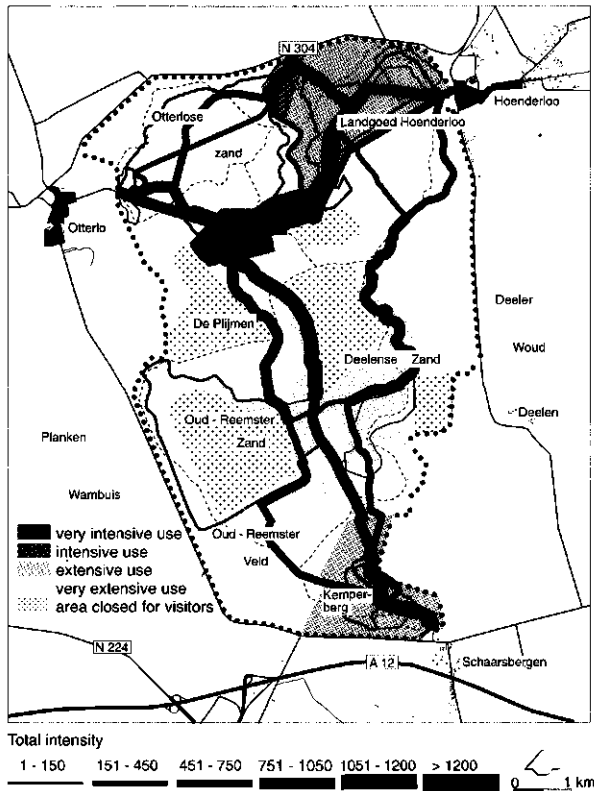 N 304
Hoenderloo
Otterlose
Landgoed Hoenderloo
zand
Otterlo
Deeler
De Plijmen
Woud
Deelense Zand
Oud - Reemster
Deelen
Planken
Zand
Wambuis
very intensive use
Oud - Reemster
intensive use
extensive use
Veld
very extensive use
Kemper-
area closed for visitors
berg
N 224
A 12
Schaarsbergen
Total intensity
1 - 150 151 - 450 451 - 750 751 - 1050 1051 - 1200 > 1200
0 1 km